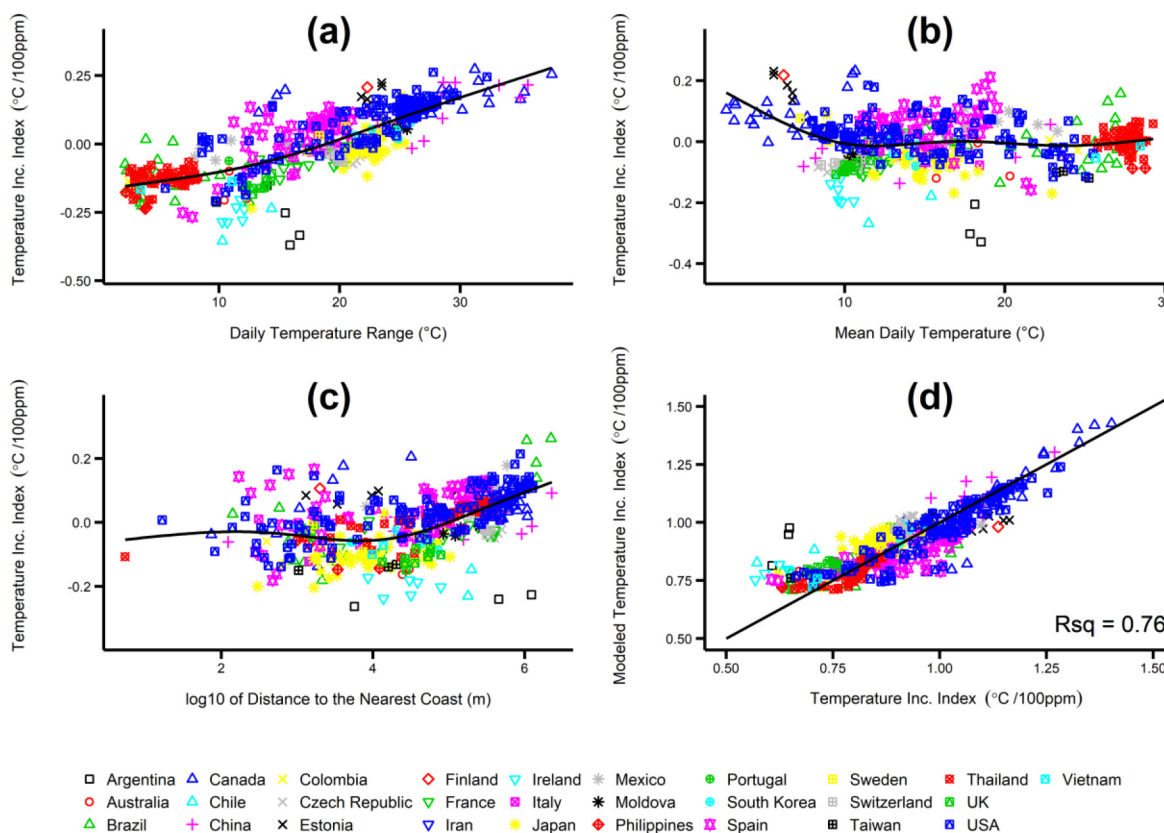 (a)
Temperature Inc. Index (°C /100ppm)
0.25
0.00
-0.25
-0.50
10
20
30
Daily Temperature Range (°C)
(b)
Temperature Inc. Index (°C /100ppm)
0.2
0.0
-0.2
-0.4
10
20
3
Mean Daily Temperature (°C)
(c)
Temperature Inc. Index (°C /100ppm)
0.2
0.0
-0.2
2
4
6
log10 of Distance to the Nearest Coast (m)
(d)
Modeled Temperature Inc. Index (°C /100ppm)
1.50
1.25
1.00
0.75
0.50
Rsq = 0.76
0.50
0.75
1.00
1.25
1.50
Temperature Inc. Index (°C /100ppm)
Argentina Canada Colombia Finland Ireland Mexico Portugal Sweden Thailand Vietnam
Australia Chile Czech Republic France Italy Moldova South Korea Switzerland UK
Brazil China Estonia Iran Japan Philippines Spain Taiwan USA